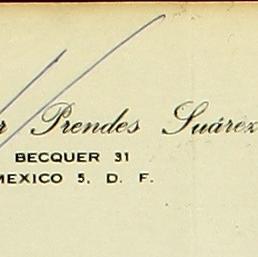 r Prendes Suárez
BECQUER 31
MEXICO 5, D. F.